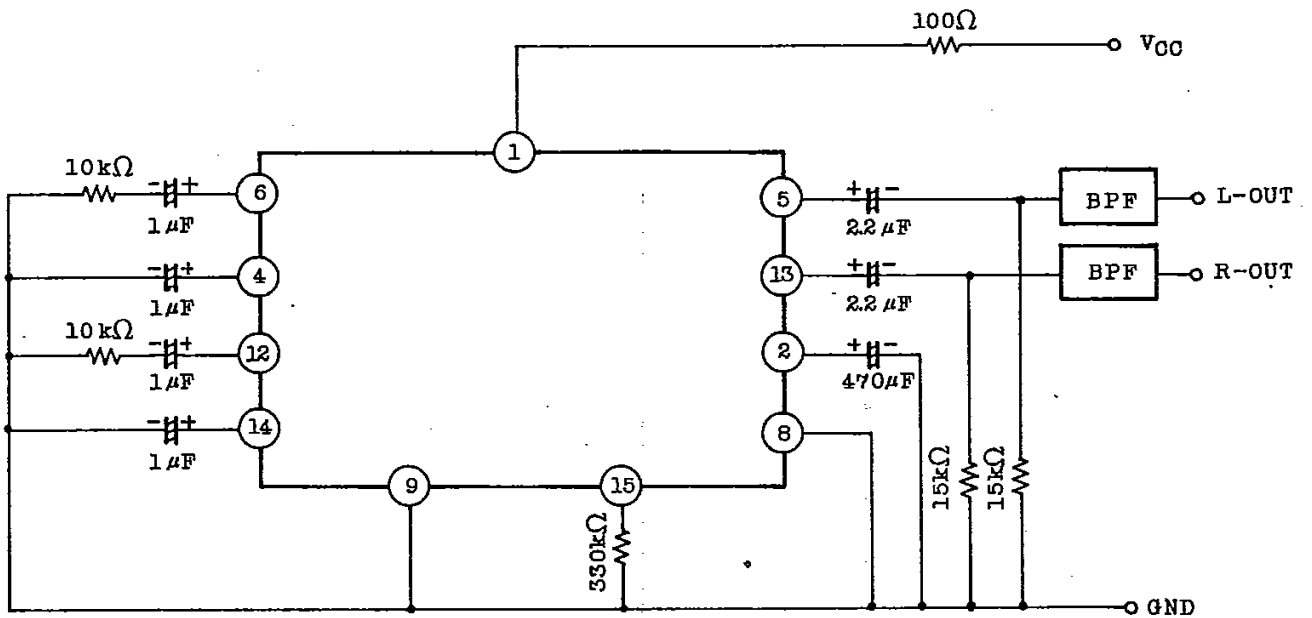 100Ω
VCC
1
10kΩ
- +
6
1µF
5
+ -
2.2µF
BPF
L-OUT
- +
4
1µF
13
+ -
2.2µF
BPF
R-OUT
10kΩ
- +
12
1µF
2
+ -
470µF
- +
14
1µF
8
15kΩ
15kΩ
9
15
330kΩ
GND